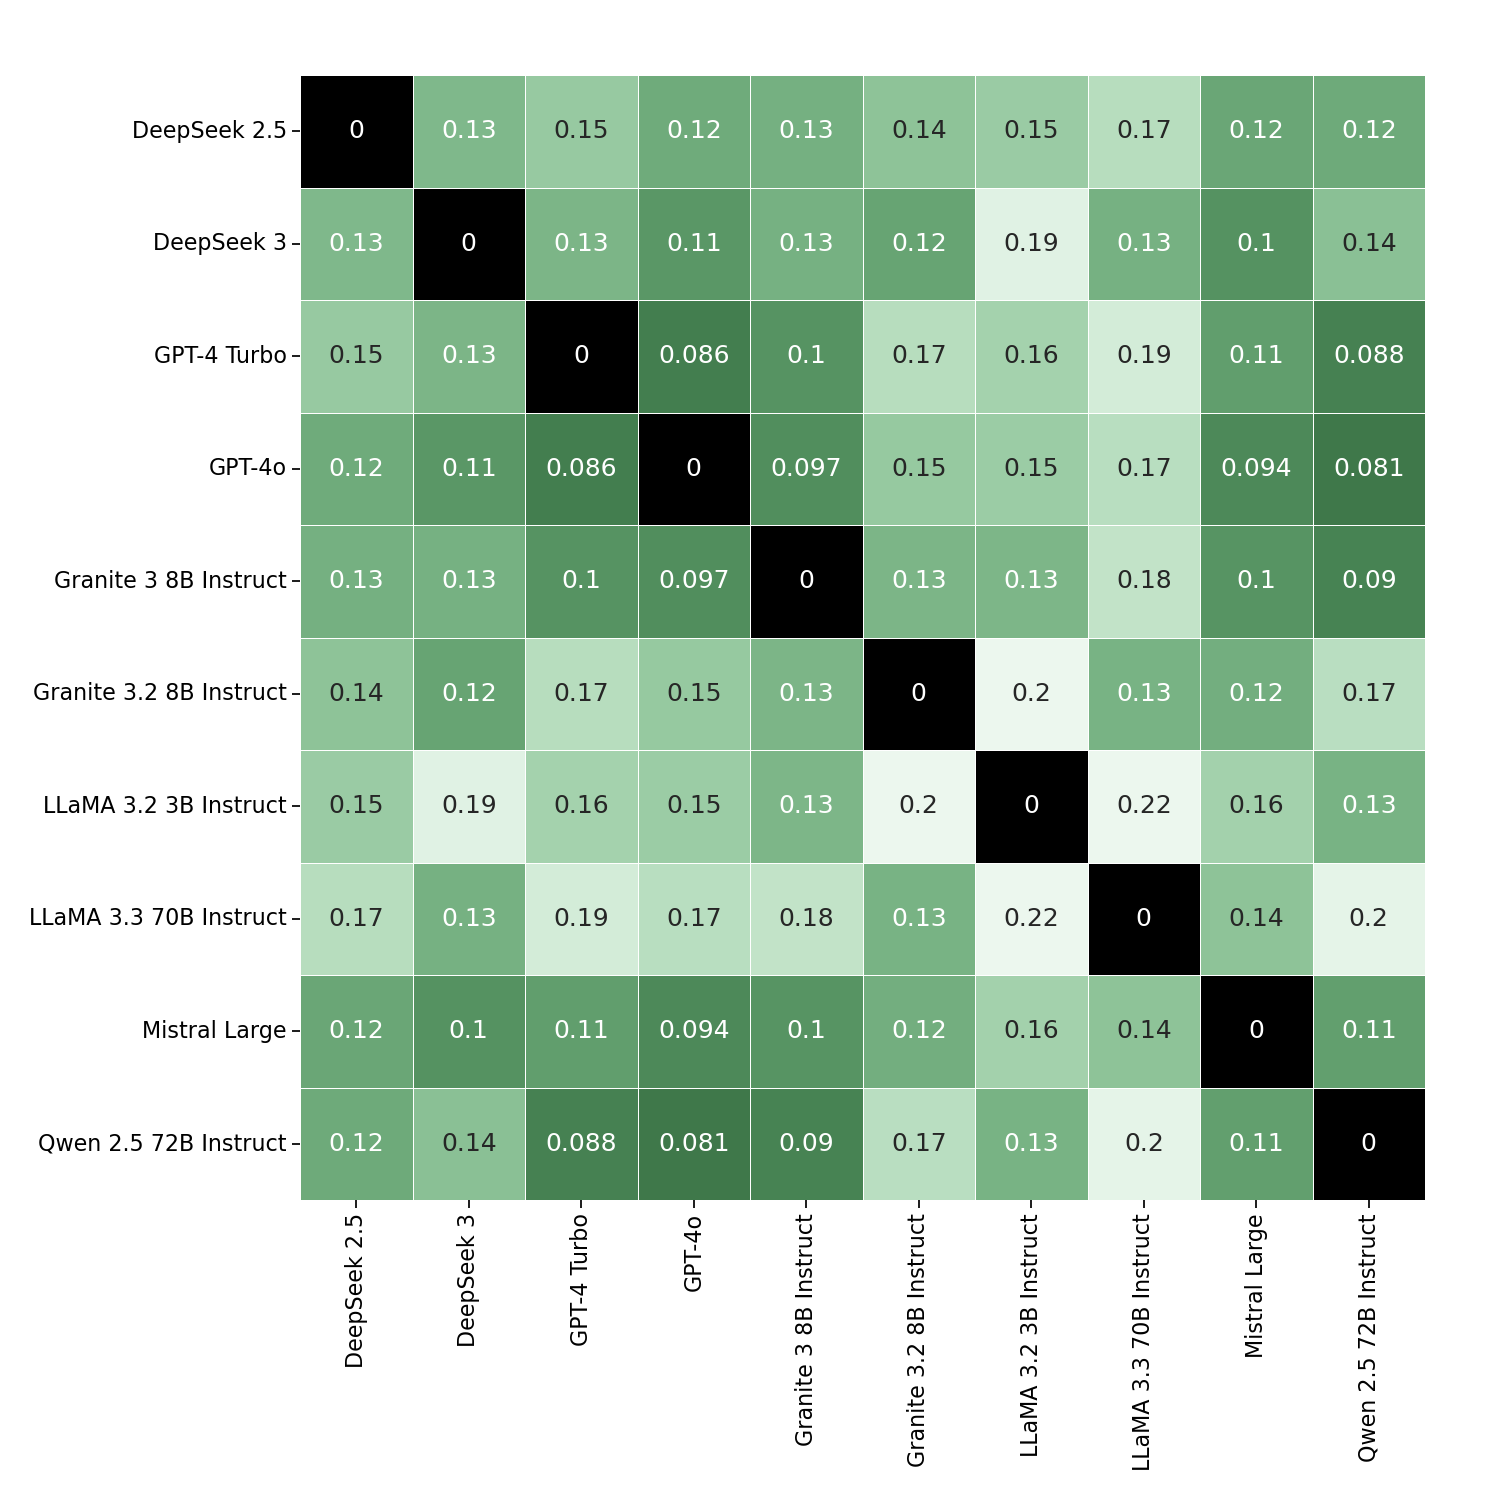 DeepSeek 2.5 0 0.13 0.15 0.12 0.13 0.14 0.15 0.17 0.12 0.12
DeepSeek 3 0.13 0 0.13 0.11 0.13 0.12 0.19 0.13 0.1 0.14
GPT-4 Turbo 0.15 0.13 0 0.086 0.1 0.17 0.16 0.19 0.11 0.088
GPT-4o 0.12 0.11 0.086 0 0.097 0.15 0.15 0.17 0.094 0.081
Granite 3 8B Instruct 0.13 0.13 0.1 0.097 0 0.13 0.13 0.18 0.1 0.09
Granite 3.2 8B Instruct 0.14 0.12 0.17 0.15 0.13 0 0.2 0.13 0.12 0.17
LLaMA 3.2 3B Instruct 0.15 0.19 0.16 0.15 0.13 0.2 0 0.22 0.16 0.13
LLaMA 3.3 70B Instruct 0.17 0.13 0.19 0.17 0.18 0.13 0.22 0 0.14 0.2
Mistral Large 0.12 0.1 0.11 0.094 0.1 0.12 0.16 0.14 0 0.11
Qwen 2.5 72B Instruct 0.12 0.14 0.088 0.081 0.09 0.17 0.13 0.2 0.11 0
DeepSeek 2.5
DeepSeek 3
GPT-4 Turbo
GPT-4o
Granite 3 8B Instruct
Granite 3.2 8B Instruct
LLaMA 3.2 3B Instruct
LLaMA 3.3 70B Instruct
Mistral Large
Qwen 2.5 72B Instruct